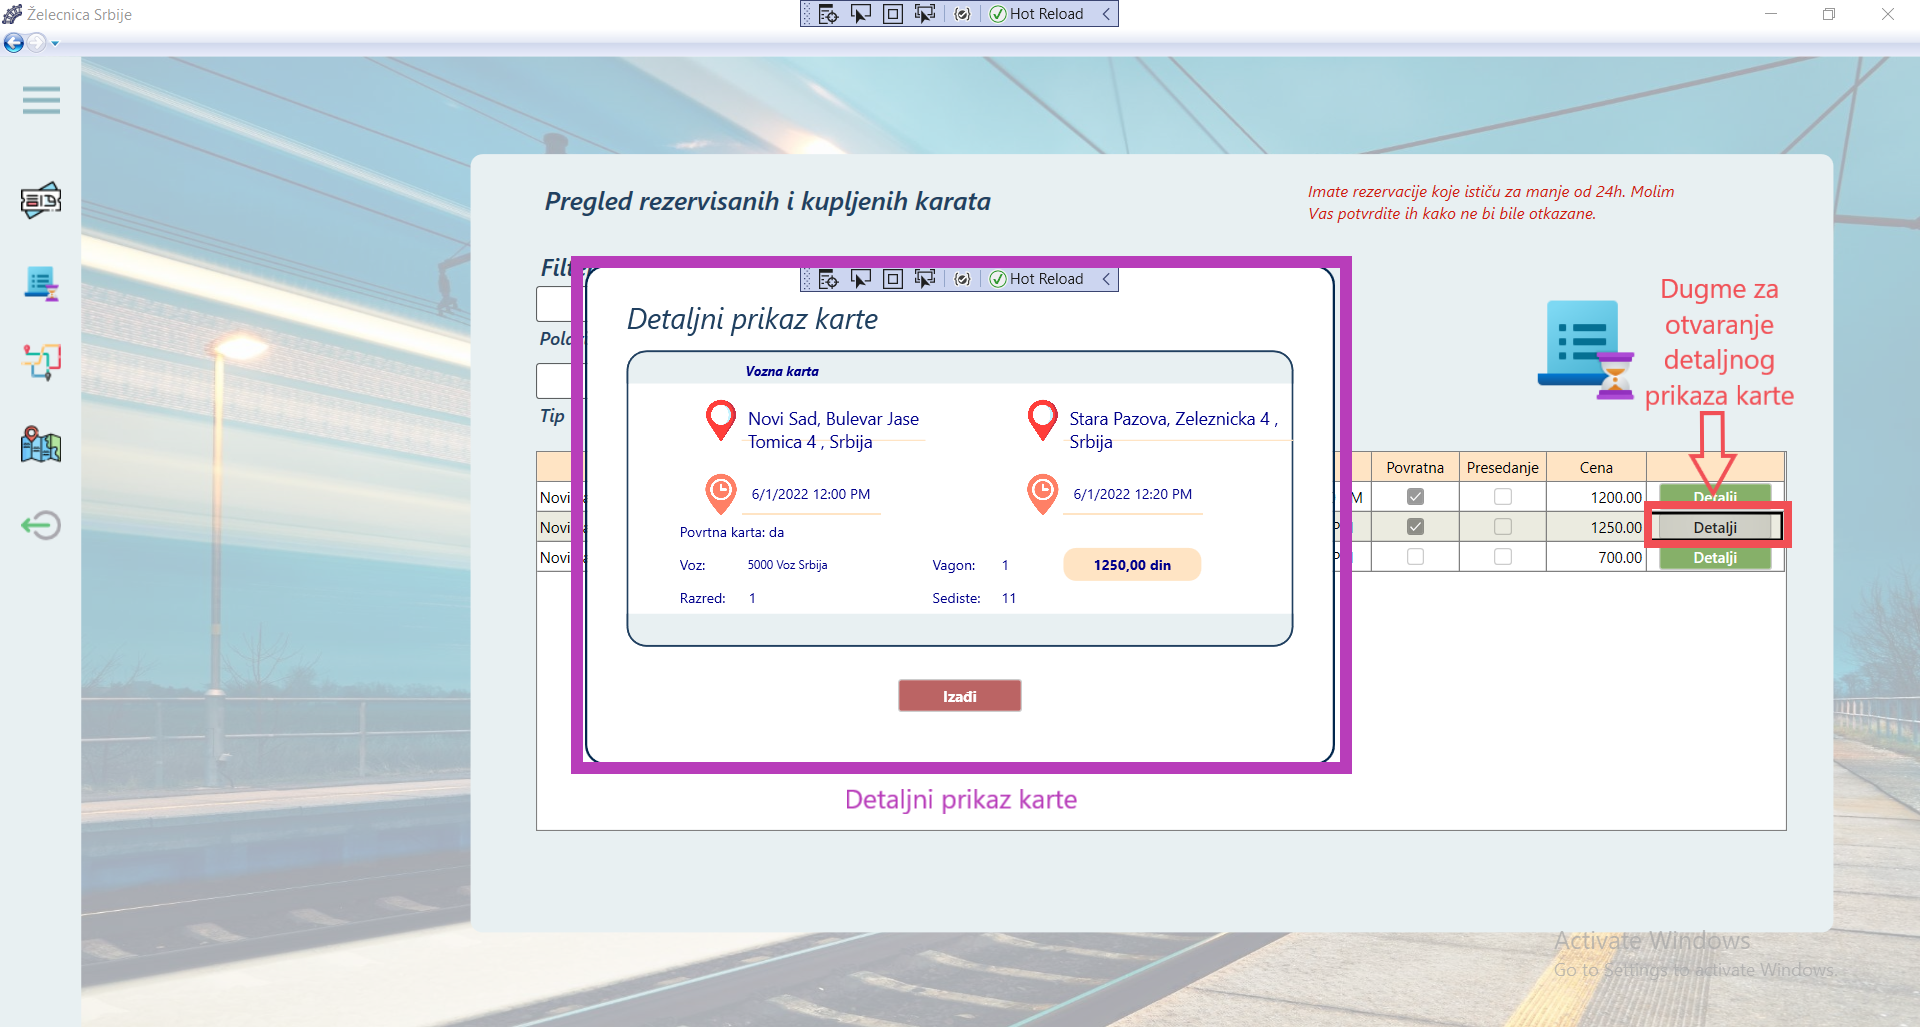 Želecnica Srbije
Hot Reload
Pregled rezervisanih i kupljenih karata
Imate rezervacije koje ističu za manje od 24h. Molim
Vas potvrdite ih kako ne bi bile otkazane.
Hot Reload
Detaljni prikaz karte
Dugme za
otvaranje
detaljnog
prikaza karte
Vozna karta
Novi Sad, Bulevar Jase
Tomica 4 , Srbija
Stara Pazova, Zeleznicka 4 ,
Srbija
Tip
6/1/2022 12:00 PM
6/1/2022 12:20 PM
Povrtna karta: da
Voz: 5000 Voz Srbija
Vagon: 1
1250,00 din
Razred: 1
Sediste: 11
Izađi
Povratna Presedanje Cena
Novi 1200.00 Detalji
Novi 1250.00 Detalji
Novi 700.00 Detalji
Detaljni prikaz karte
Activate Windows
Go to Settings to activate Windows.